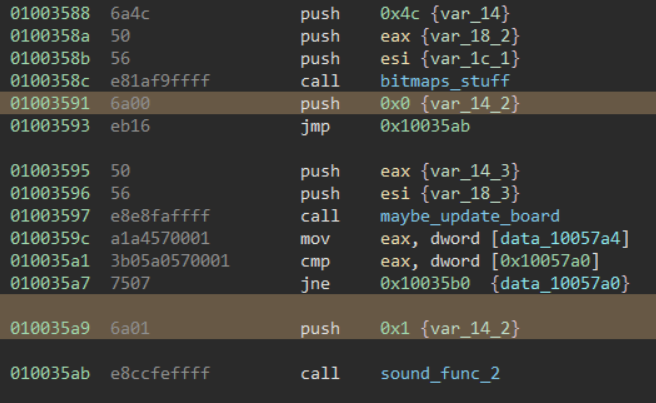 01003588 6a4c push 0x4c {var_14}
0100358a 50 push eax {var_18_2}
0100358b 56 push esi {var_1c_1}
0100358c e81af9ffff call bitmaps_stuff
01003591 6a00 push 0x0 {var_14_2}
01003593 eb16 jmp 0x10035ab
01003595 50 push eax {var_14_3}
01003596 56 push esi {var_18_3}
01003597 e8e8faffff call maybe_update_board
0100359c a1a4570001 mov eax, dword [data_10057a4]
010035a1 3b05a0570001 cmp eax, dword [0x10057a0]
010035a7 7507 jne 0x10035b0 {data_10057a0}
010035a9 6a01 push 0x1 {var_14_2}
010035ab e8ccfeffff call sound_func_2